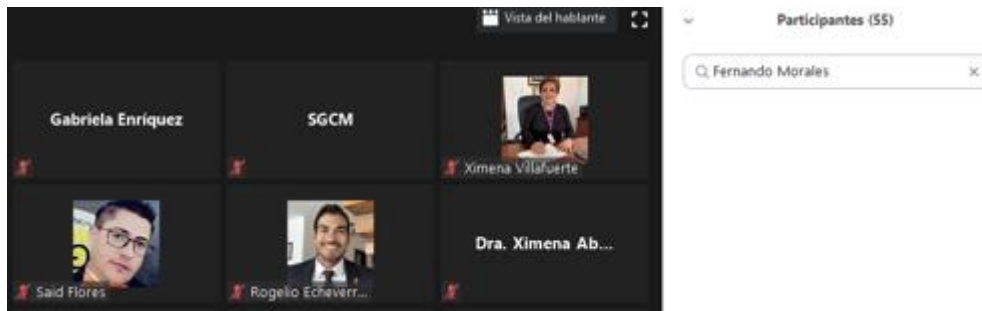 Vista del hablante
Participantes (55)
Fernando Morales
Gabriela Enríquez
SGCM
Ximena Villafuerte
Said Flores
Rogelio Echeverr...
Dra. Ximena Ab...